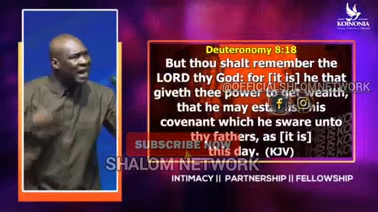 KOINONIA
Deuteronomy 8:18
But thou shalt remember the
LORD thy God: for [it is] he that
giveth thee power to get wealth,
@OFFICIALSHALOMNETWORK
that he may establish his
covenant which he sware unto
thy fathers, as [it is]
this day. (KJV)
SUBSCRIBE NOW
SHALOM NETWORK
INTIMACY || PARTNERSHIP || FELLOWSHIP